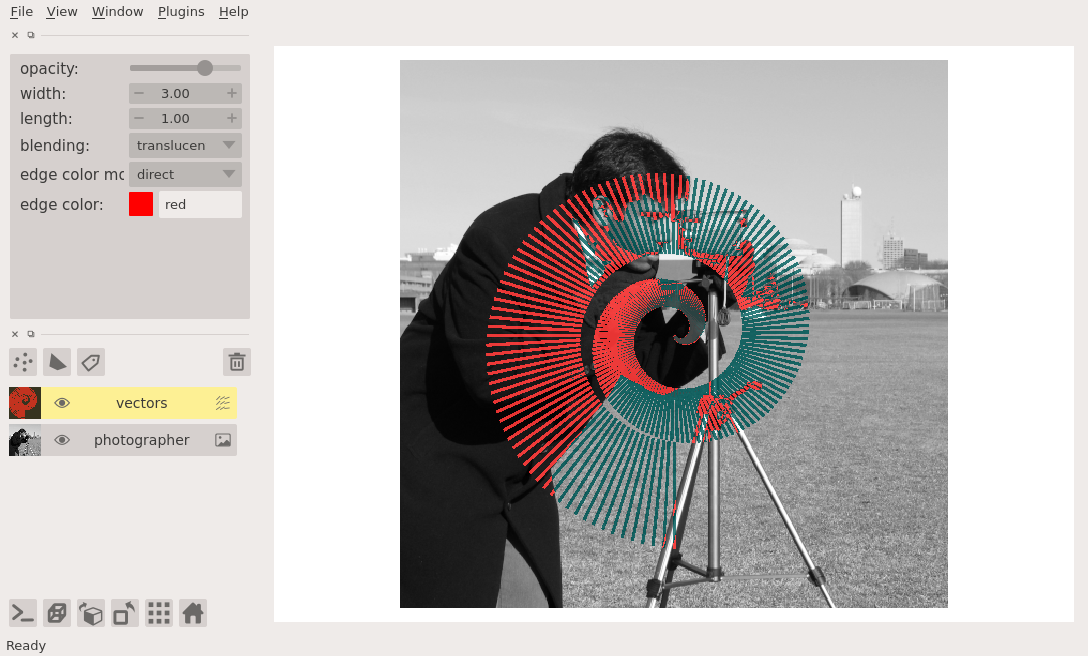 File View Window Plugins Help
opacity:
width: 3.00
length: 1.00
blending: translucen
edge color mo direct
edge color: red
vectors
photographer
Ready